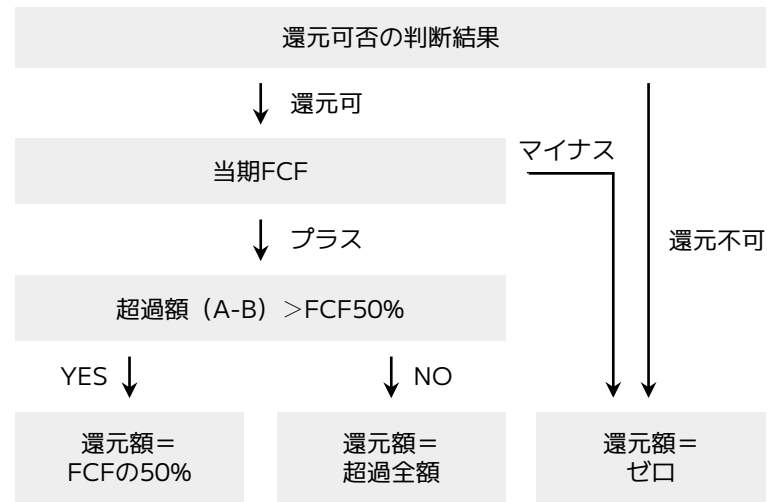 還元可否の判断結果
還元可
当期FCF
マイナス
プラス
還元不可
超過額（A-B）＞FCF50%
YES
NO
還元額＝
FCFの50%
還元額＝
超過全額
還元額＝
ゼロ